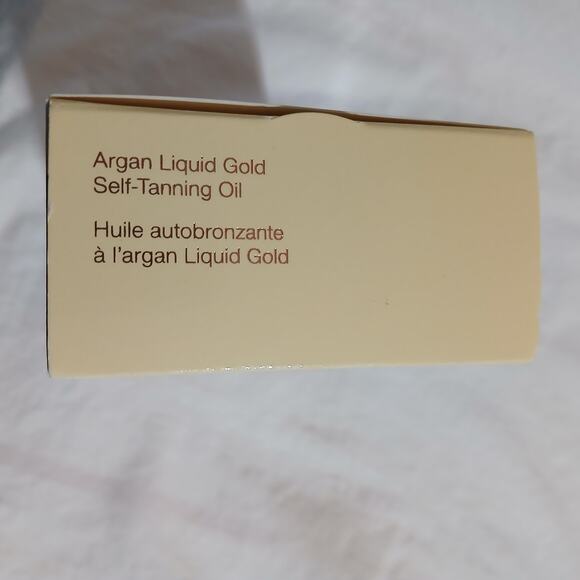 Argan Liquid Gold
Self-Tanning Oil
Huile autobronzante
à l'argan Liquid Gold